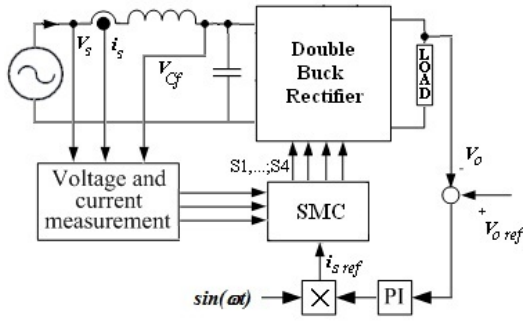 Vs
is
VCf
Double
Buck
Rectifier
LOAD
S1,...;S4
Vo
-
Voltage and
current
measurement
SMC
+
Vo ref
is ref
sin(ωt)
×
PI